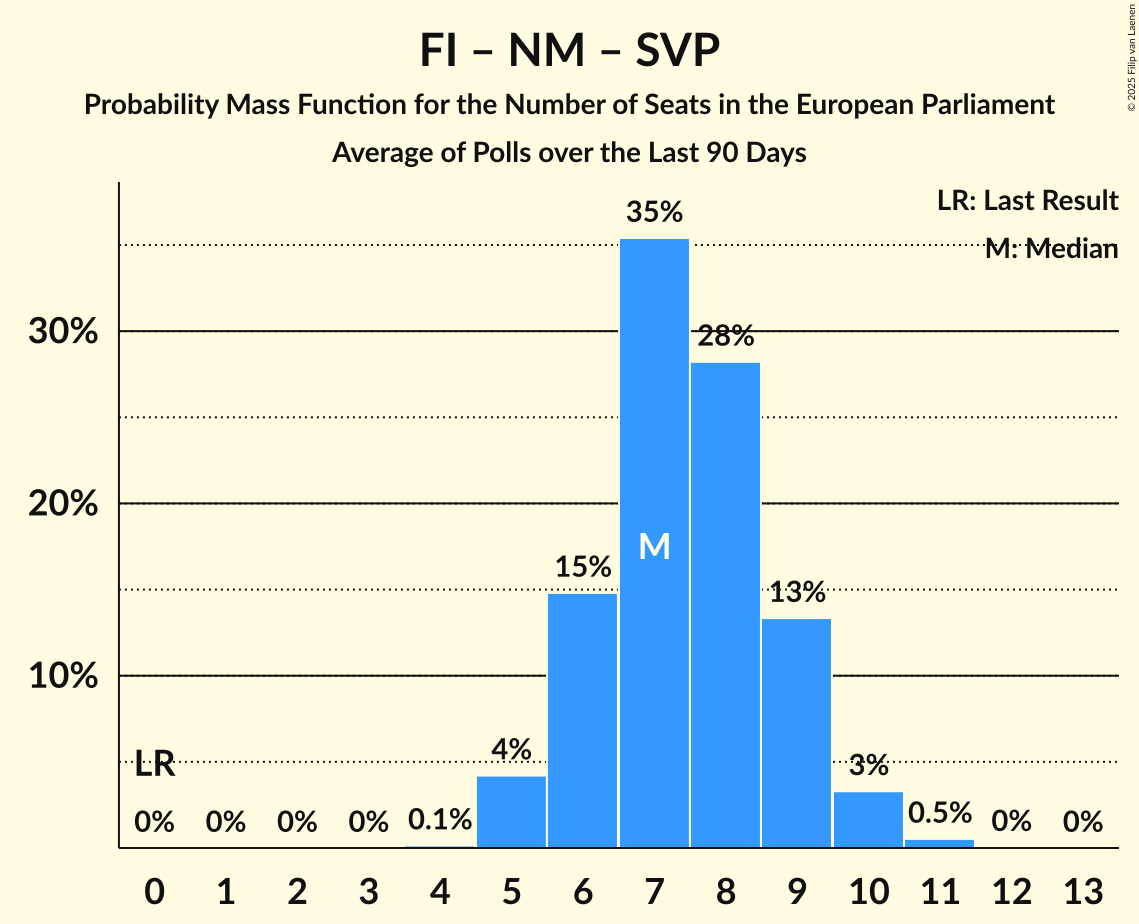 FI – NM – SVP
Probability Mass Function for the Number of Seats in the European Parliament
Average of Polls over the Last 90 Days
© 2025 Filip van Laenen
LR: Last Result
M: Median
35%
30%
28%
20%
M
15%
13%
10%
LR
4%
3%
0% 0% 0% 0% 0.1% 0.5% 0% 0%
0 1 2 3 4 5 6 7 8 9 10 11 12 13